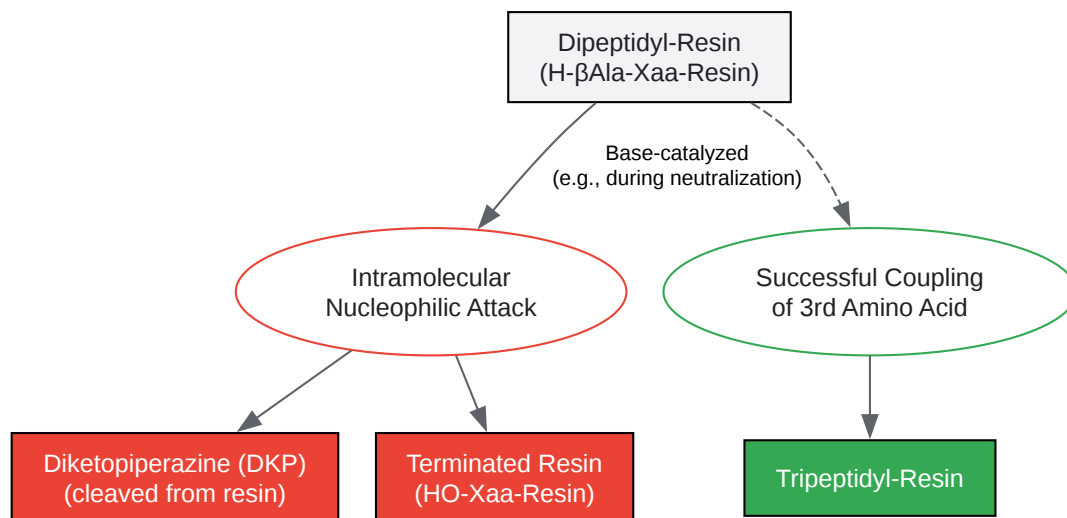 Dipeptidyl-Resin
(H-βAla-Xaa-Resin)
Base-catalyzed
(e.g., during neutralization)
Intramolecular
Nucleophilic Attack
Successful Coupling
of 3rd Amino Acid
Diketopiperazine (DKP)
(cleaved from resin)
Terminated Resin
(HO-Xaa-Resin)
Tripeptidyl-Resin